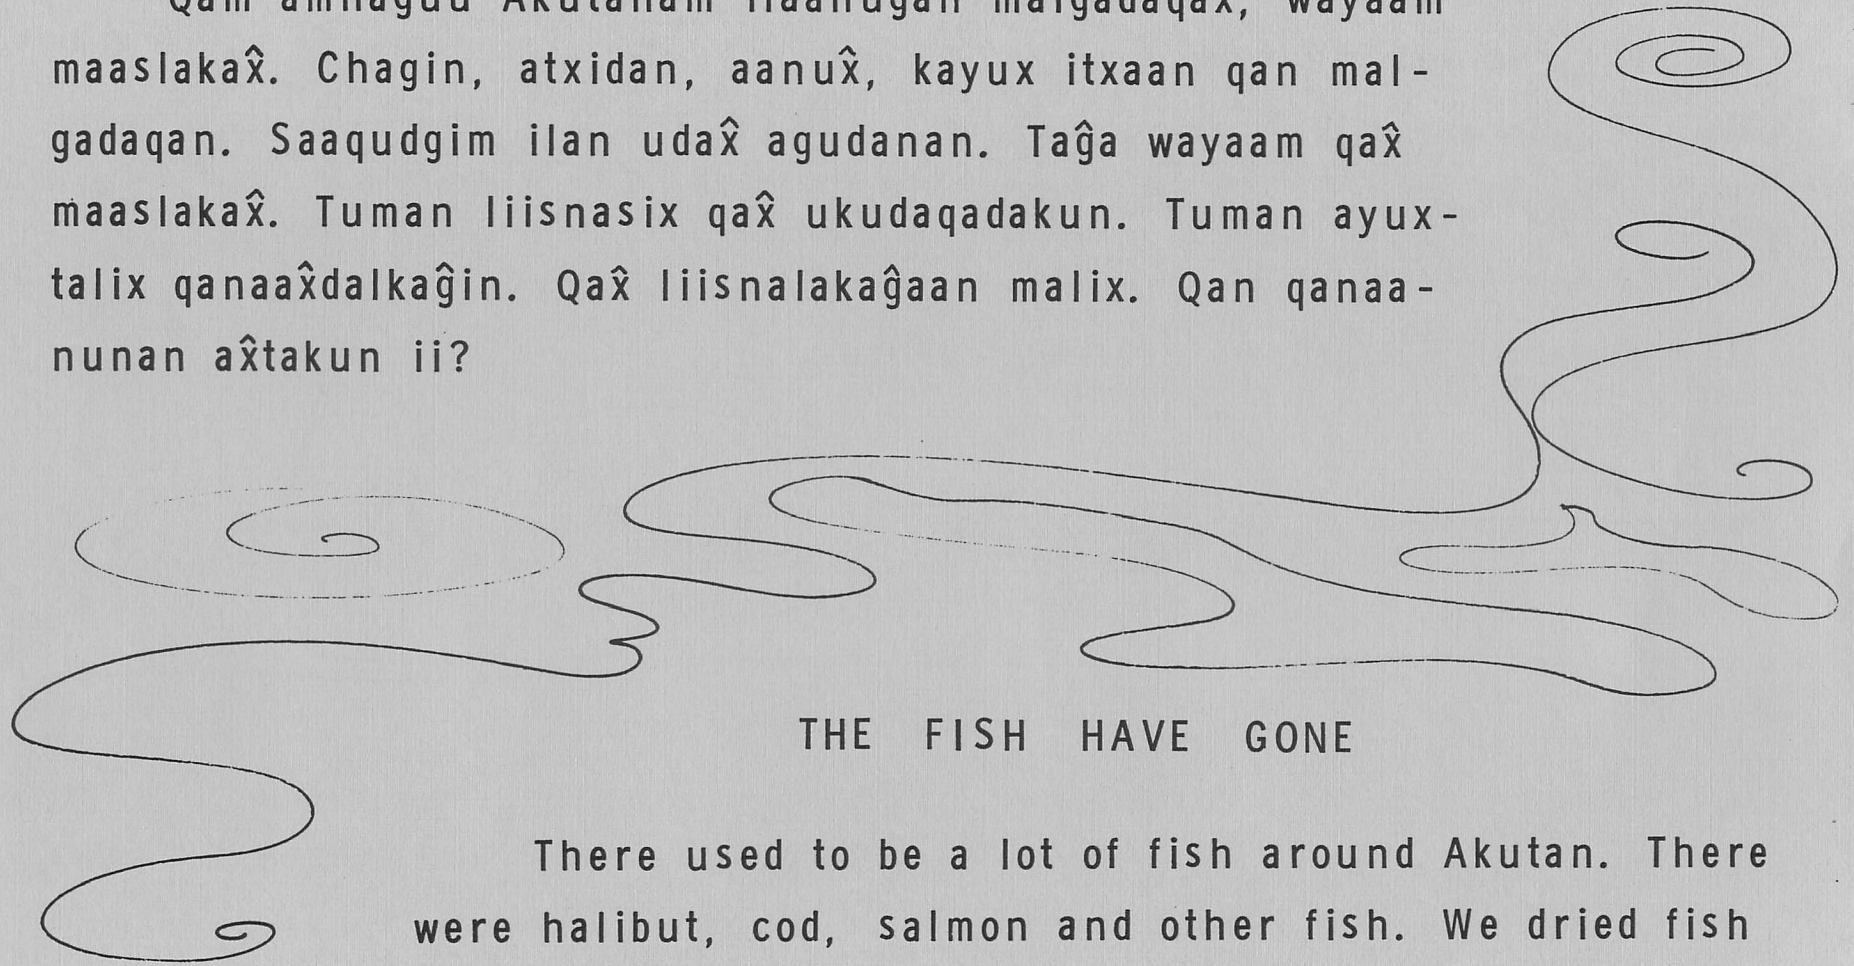 maaslakax̂. Chagin, atxidan, aanux̂, kayux itxaan qan mal-
gadaqan. Saaqudgim ilan udax̂ agudanan. Taĝa wayaam qax̂
maaslakax̂. Tuman liisnasix qax̂ ukudaqadakun. Tuman ayux-
talix qanaax̂dalkaĝin. Qax̂ liisnalakaĝaan malix. Qan qanaa-
nunan ax̂takun ii?
THE FISH HAVE GONE
There used to be a lot of fish around Akutan. There
were halibut, cod, salmon and other fish. We dried fish